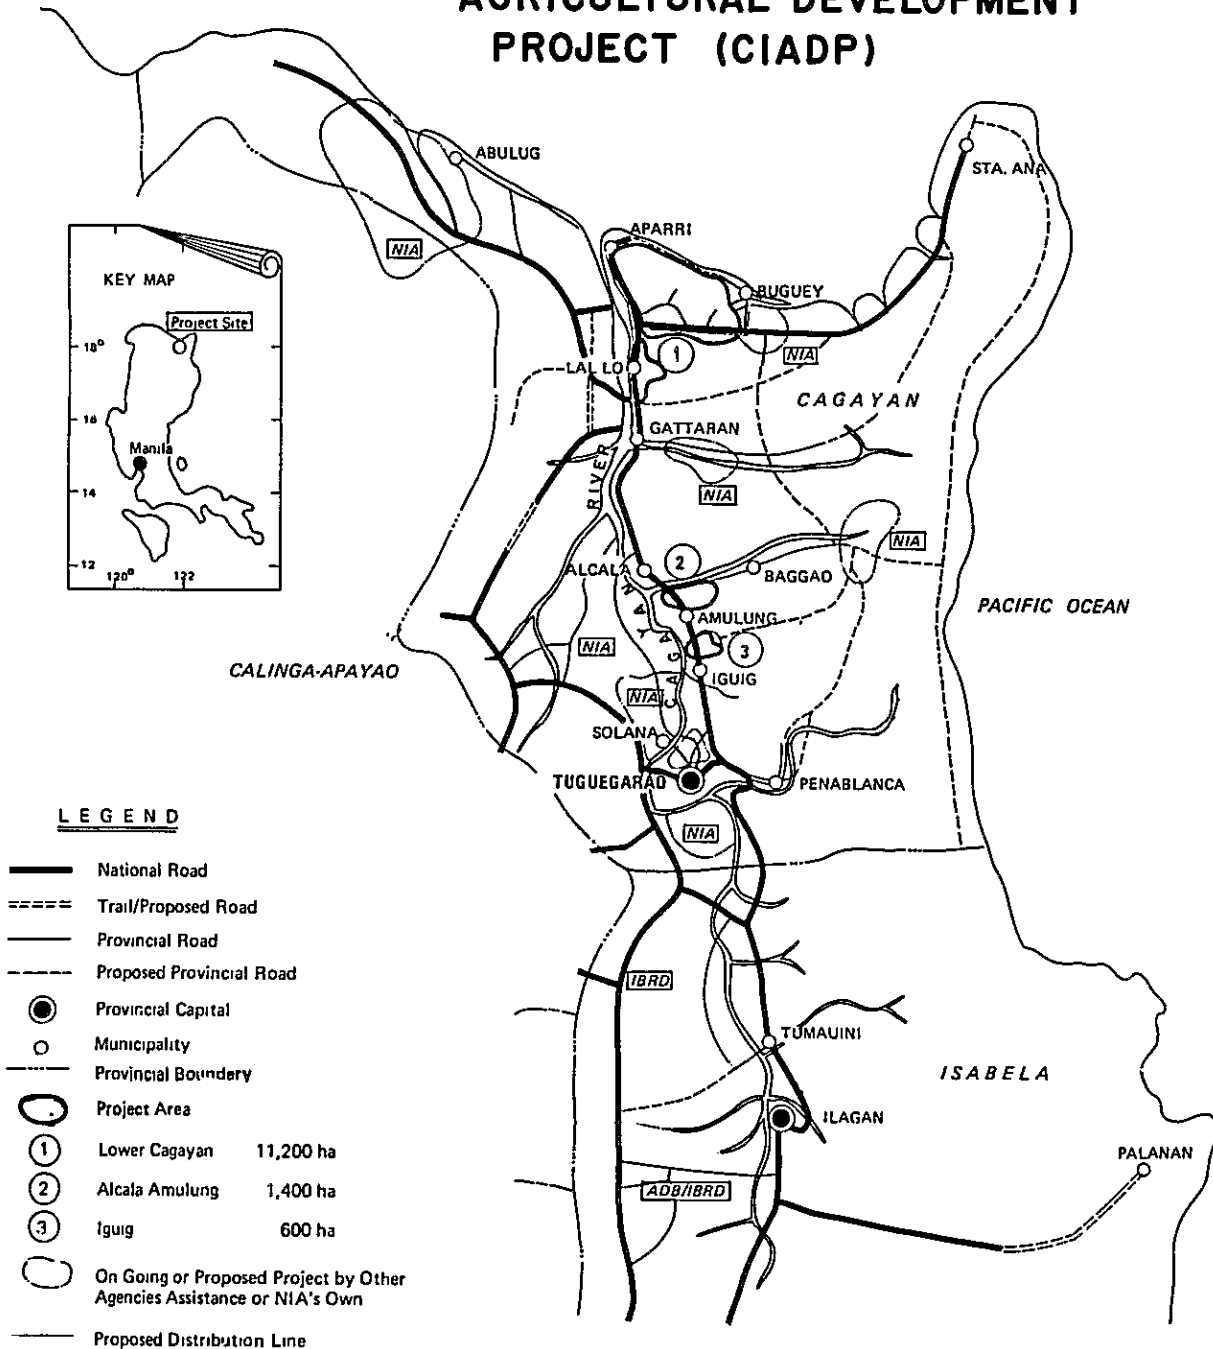 AGRICULTURAL DEVELOPMENT
PROJECT (CIADP)
ABULUG
STA. ANA
NIA
APARRI
KEY MAP
BUGUEY
Project Site
18°
1
NIA
LAL LO
CAGAYAN
16
GATTARAN
Manila
RIVER
NIA
14
NIA
2
ALCALA
BAGGAO
12
120° 122
CAGAYAN
AMULUNG
PACIFIC OCEAN
NIA
3
CALINGA-APAYAO
IGUIG
NIA
SOLANA
TUGUEGARAO
PENABLANCA
NIA
LEGEND
National Road
Trail/Proposed Road
Provincial Road
Proposed Provincial Road
IBRD
Provincial Capital
Municipality
TUMAUINI
Provincial Boundery
ISABELA
Project Area
ILAGAN
1 Lower Cagayan 11,200 ha
PALANAN
2 Alcala Amulung 1,400 ha
ADB/IBRD
3 Iguig 600 ha
On Going or Proposed Project by Other
Agencies Assistance or NIA's Own
Proposed Distribution Line